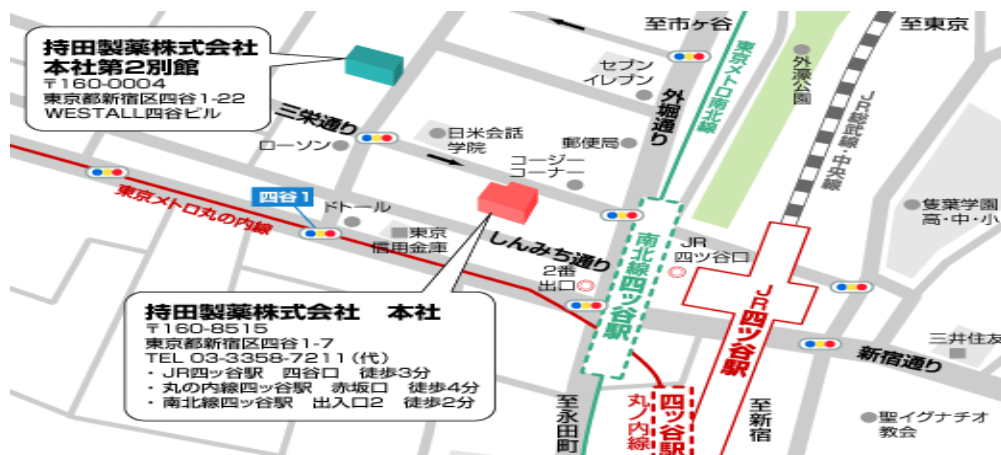 持田製薬株式会社
本社第2別館
〒160-0004
東京都新宿区四谷1-22
WESTALL四谷ビル
至市ヶ谷
至東京
セブン
イレブン
東京メトロ南北線
外濠公園
外堀通り
JR総武線・中央線
三栄通り
ローソン
日米会話
学院
郵便局
コージー
コーナー
四谷1
ドトール
東京メトロ丸の内線
東京
信用金庫
しんみち通り
2番
出口
南北線四ッ谷駅
JR
四ツ谷口
JR四ッ谷駅
隻葉学園
高・中・小
三井住友
新宿通り
持田製薬株式会社 本社
〒160-8515
東京都新宿区四谷1-7
TEL 03-3358-7211(代)
・JR四ッ谷駅 四谷口 徒歩3分
・丸の内線四ッ谷駅 赤坂口 徒歩4分
・南北線四ッ谷駅 出入口2 徒歩2分
至永田町
丸ノ内線
四ッ谷駅
至新宿
聖イグナチオ
教会